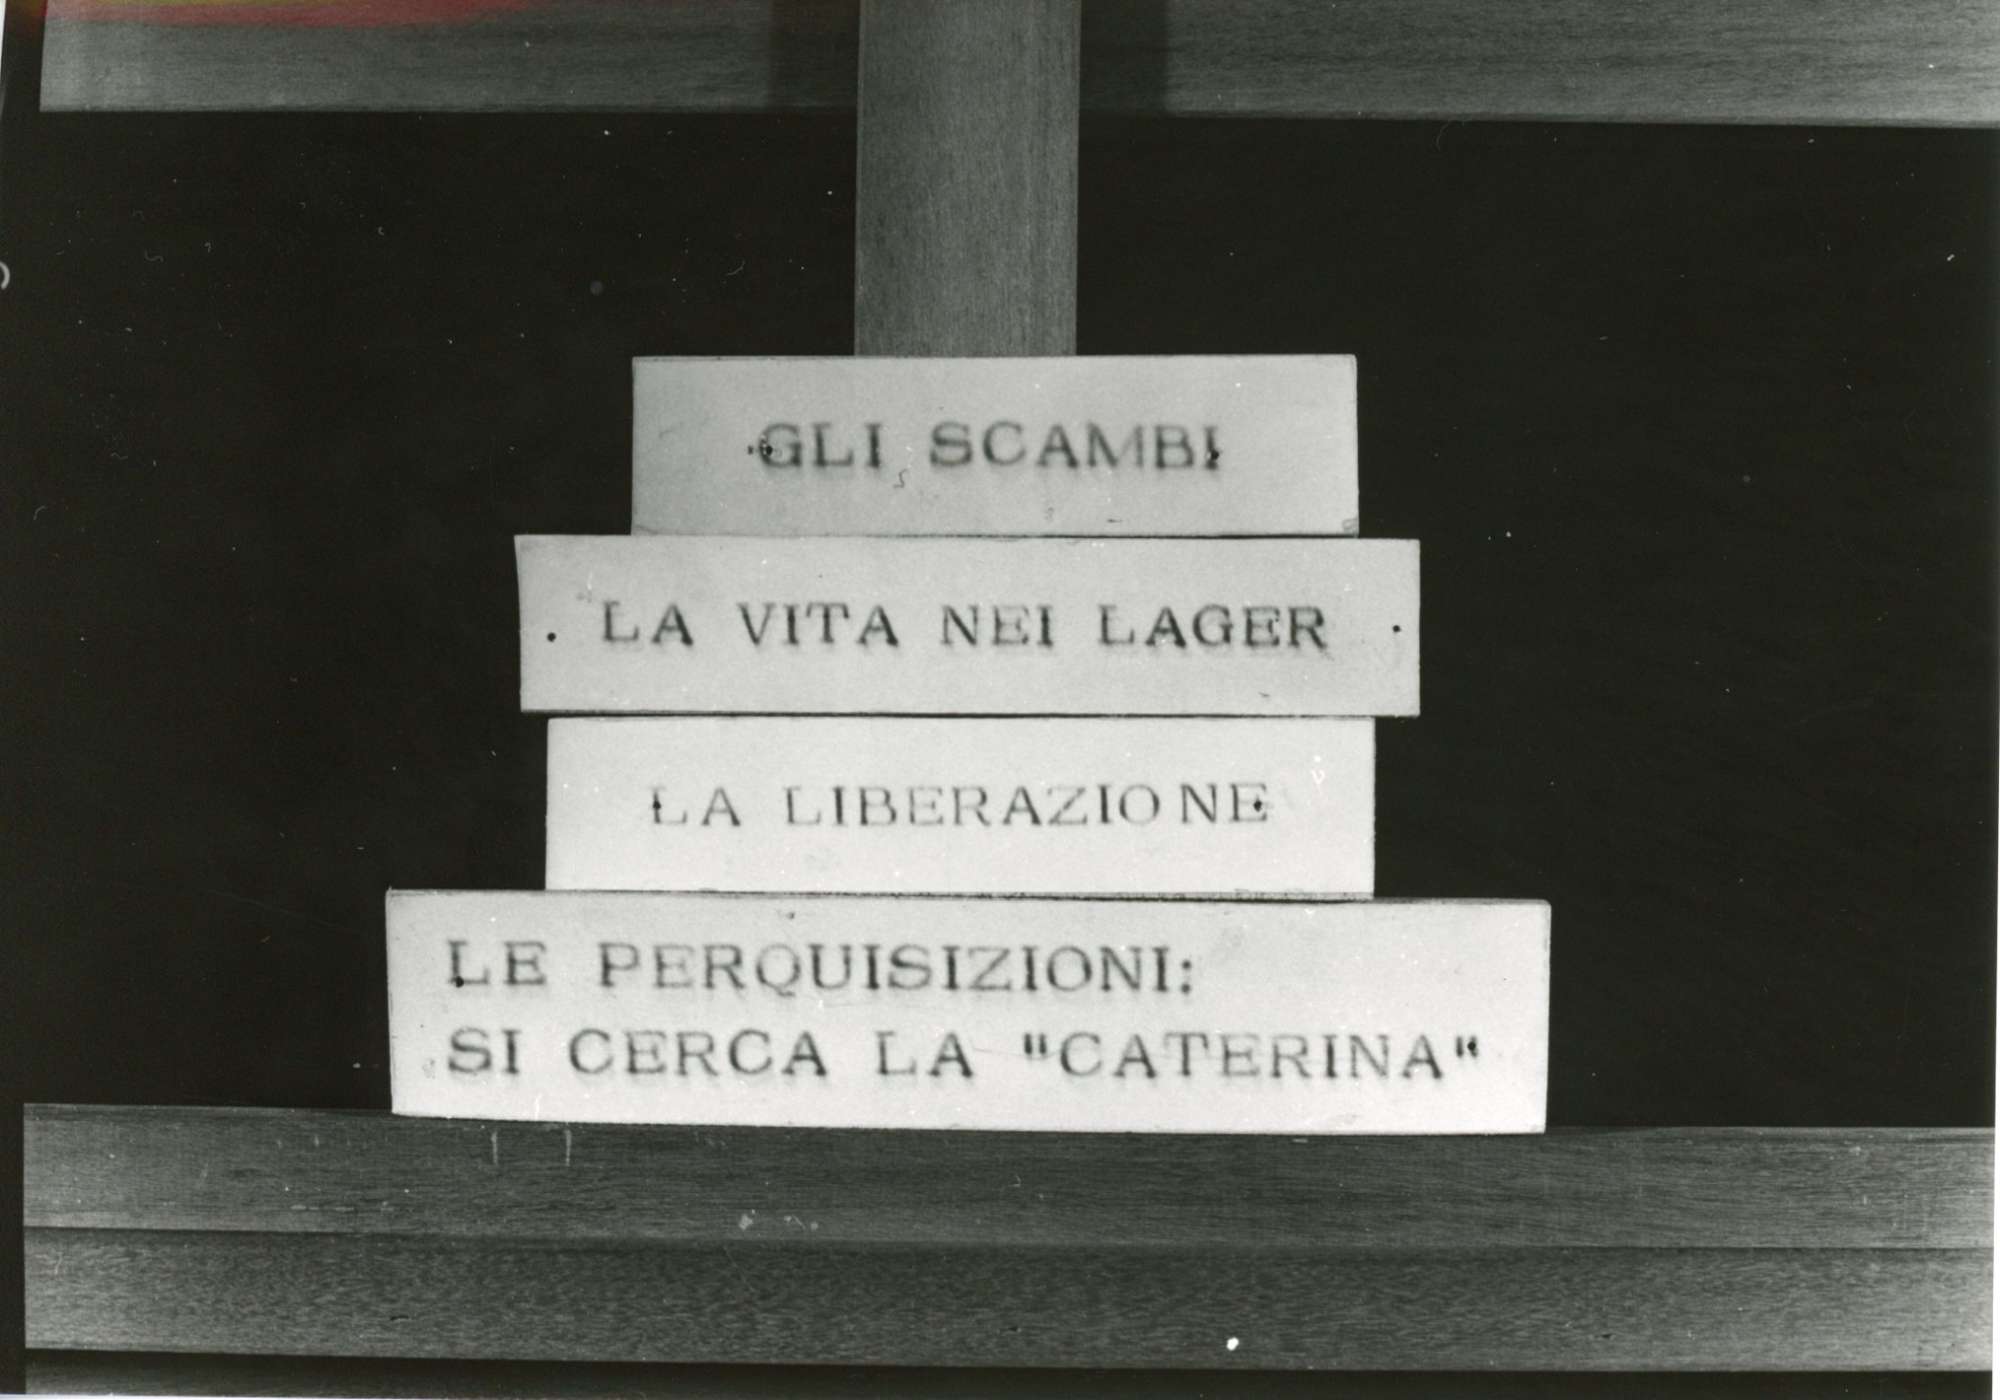 GLI SCAMBI
LA VITA NEI LAGER
LA LIBERAZIONE
LE PERQUISIZIONI:
SI CERCA LA "CATERINA"